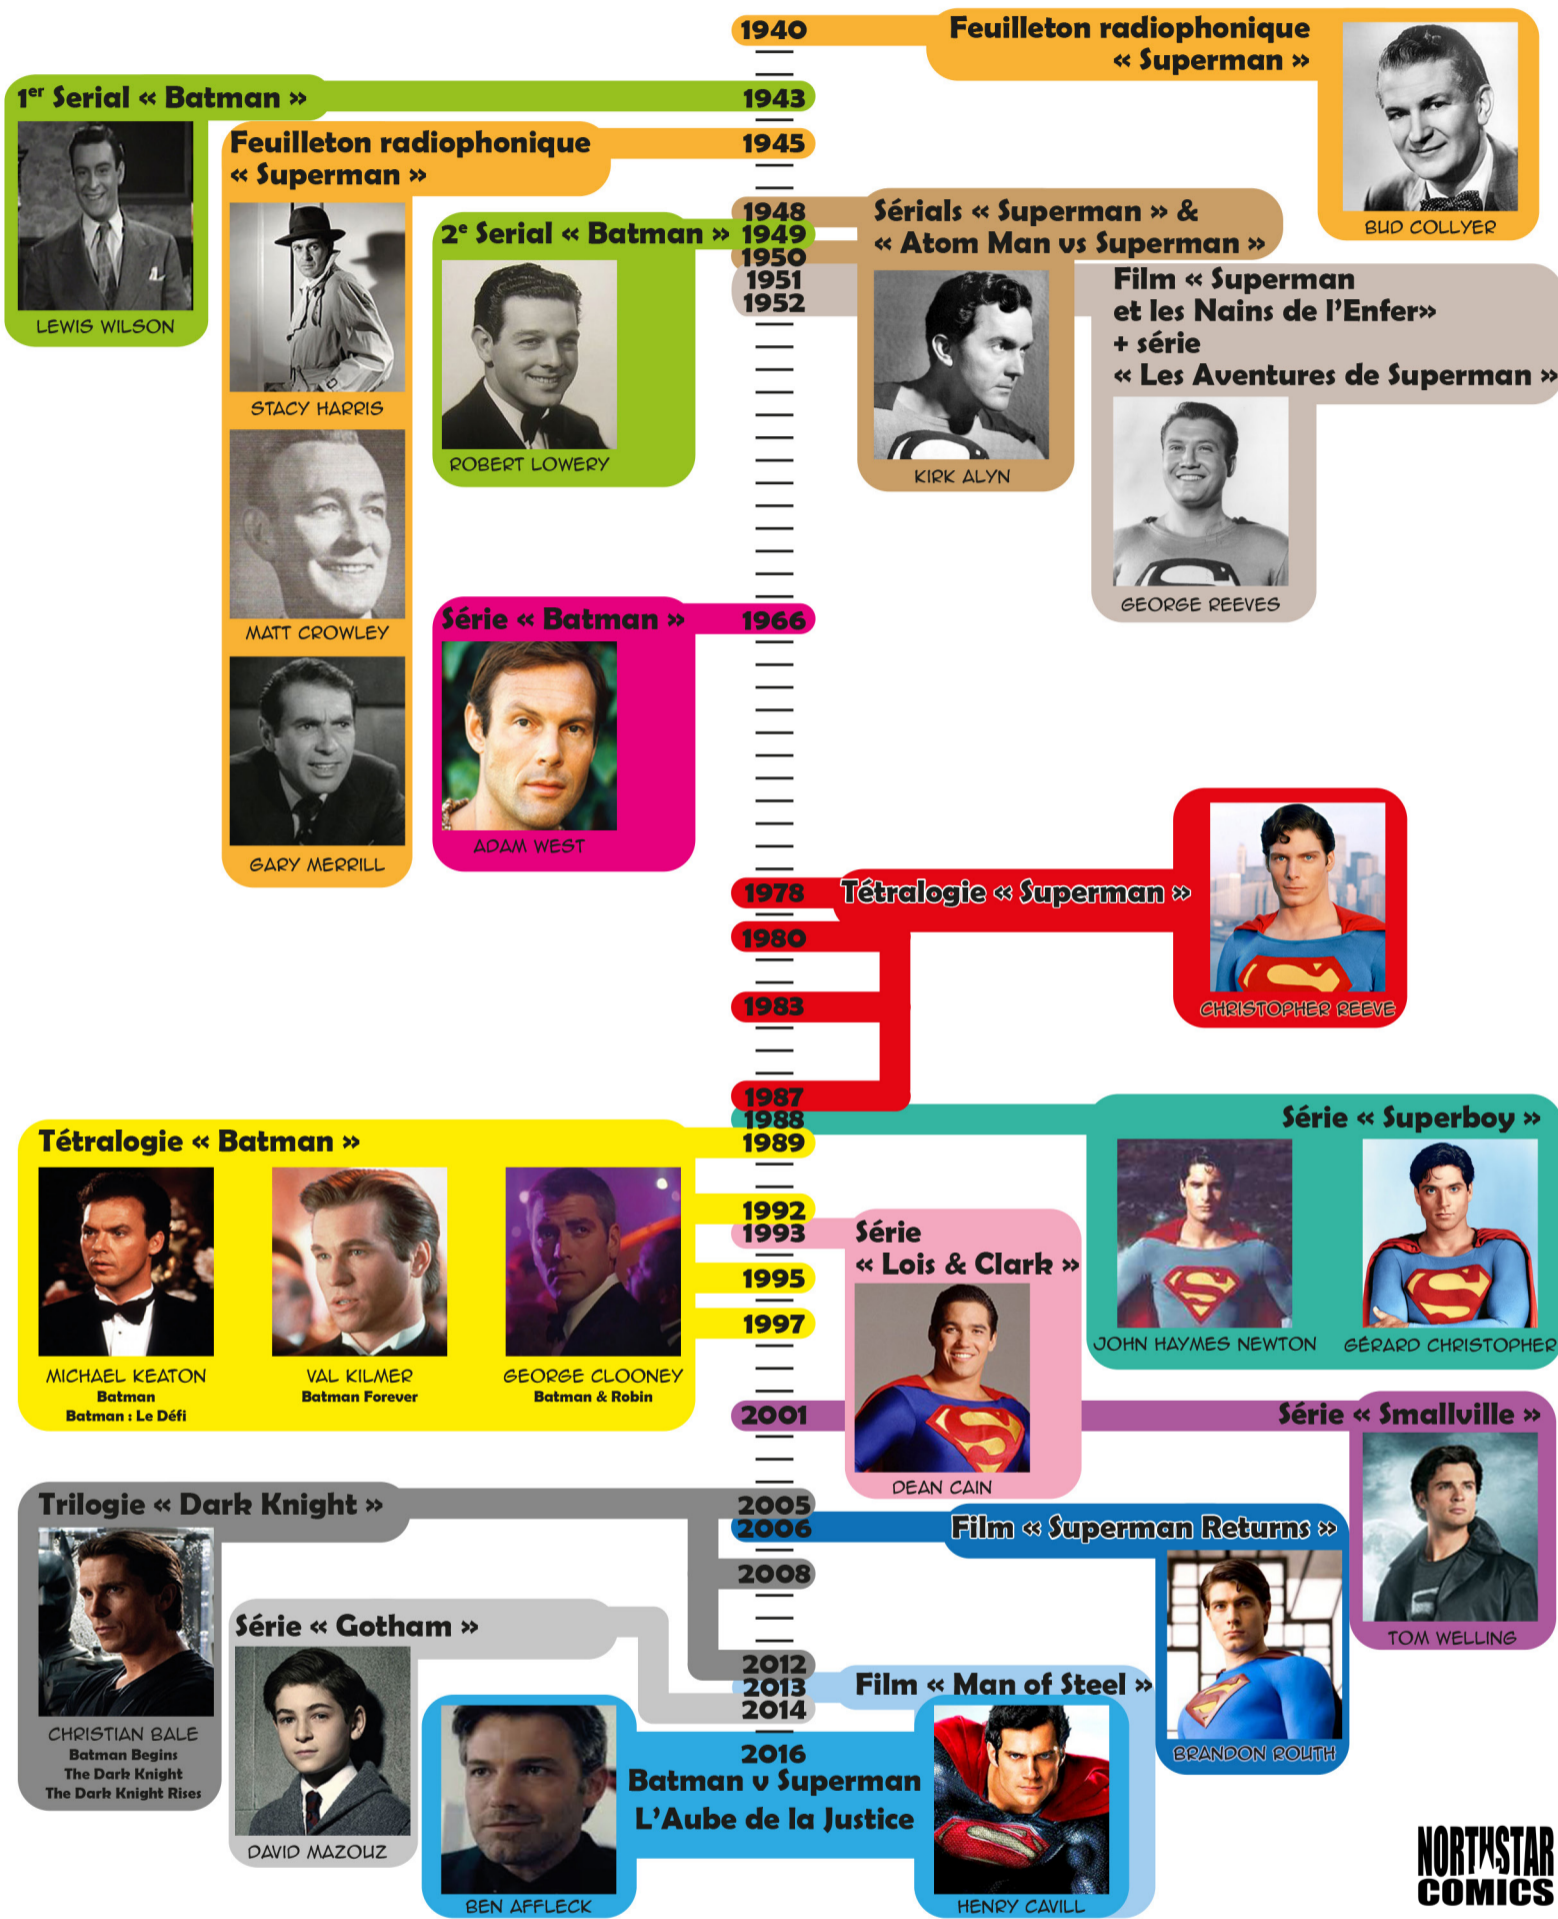 1940
Feuilleton radiophonique
« Superman »
BUD COLLYER
1er Serial « Batman »
1943
LEWIS WILSON
Feuilleton radiophonique
« Superman »
1945
STACY HARRIS
MATT CROWLEY
GARY MERRILL
1948
Sérials « Superman » &
« Atom Man vs Superman »
KIRK ALYN
2e Serial « Batman »
1949
ROBERT LOWERY
1950
1951
1952
Film « Superman
et les Nains de l'Enfer»
+ série
« Les Aventures de Superman »
GEORGE REEVES
Série « Batman »
1966
ADAM WEST
1978
Tétralogie « Superman »
CHRISTOPHER REEVE
1980
1983
1987
1988
Série « Superboy »
JOHN HAYMES NEWTON
GÉRARD CHRISTOPHER
Tétralogie « Batman »
1989
MICHAEL KEATON
Batman
Batman : Le Défi
VAL KILMER
Batman Forever
GEORGE CLOONEY
Batman & Robin
1992
1993
Série
« Lois & Clark »
DEAN CAIN
1995
1997
2001
Série « Smallville »
TOM WELLING
Trilogie « Dark Knight »
2005
CHRISTIAN BALE
Batman Begins
The Dark Knight
The Dark Knight Rises
2006
Film « Superman Returns »
BRANDON ROUTH
2008
Série « Gotham »
DAVID MAZOUZ
2012
2013
Film « Man of Steel »
2014
2016
Batman v Superman
L'Aube de la Justice
BEN AFFLECK
HENRY CAVILL
NORTHSTAR
COMICS